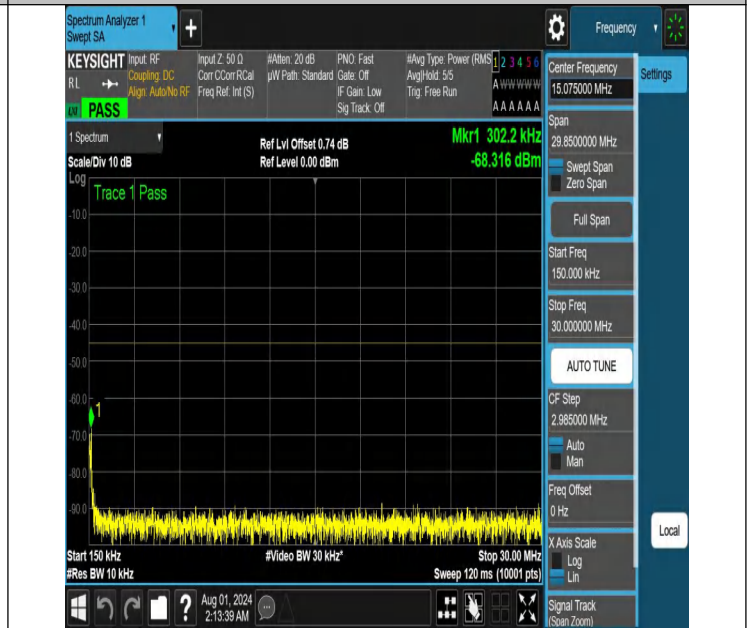 Spectrum Analyzer 1
Swept SA
+
Frequency
KEYSIGHT
RL
PASS
Input: RF
Coupling: DC
Align: Auto/No RF
Input Z: 50 Ω
Corr CCorr RCal
Freq Ref: Int (S)
#Atten: 20 dB
µW Path: Standard
PNO: Fast
Gate: Off
IF Gain: Low
Sig Track: Off
#Avg Type: Power (RMS
Avg|Hold: 5/5
Trig: Free Run
1 2 3 4 5 6
A W W W W W
A A A A A A
1 Spectrum
Scale/Div 10 dB
Ref Lvl Offset 0.74 dB
Ref Level 0.00 dBm
Mkr1 302.2 kHz
-68.316 dBm
Log
Trace 1 Pass
-10.0
-20.0
-30.0
-40.0
-50.0
-60.0
1
-70.0
-80.0
-90.0
Start 150 kHz
#Res BW 10 kHz
#Video BW 30 kHz*
Stop 30.00 MHz
Sweep 120 ms (10001 pts)
?
Aug 01, 2024
2:13:39 AM
Center Frequency
15.075000 MHz
Span
29.8500000 MHz
Swept Span
Zero Span
Full Span
Start Freq
150.000 kHz
Stop Freq
30.000000 MHz
AUTO TUNE
CF Step
2.985000 MHz
Auto
Man
Freq Offset
0 Hz
X Axis Scale
Log
Lin
Signal Track
(Span Zoom)
Settings
Local